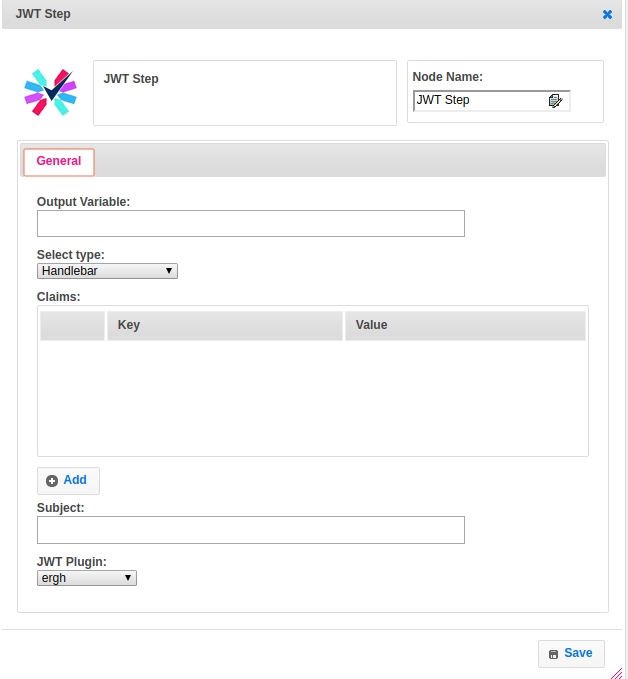 JWT Step
JWT Step
Node Name:
JWT Step
General
Output Variable:
Select type:
Handlebar
Claims:
Key Value
Add
Subject:
JWT Plugin:
ergh
Save